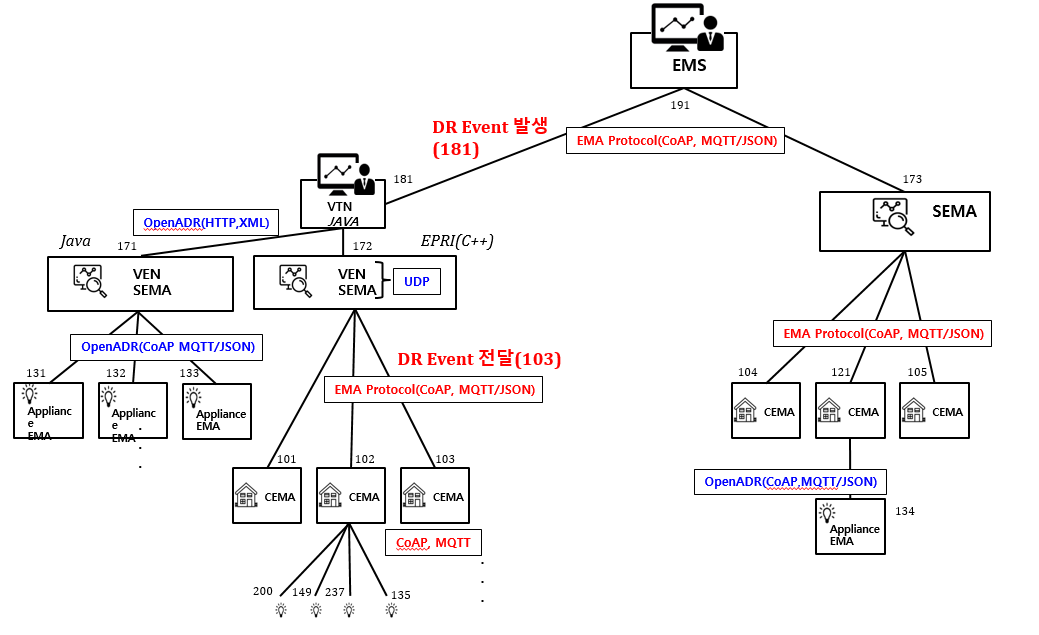 EMS
191
DR Event 발생
(181)
EMA Protocol(CoAP, MQTT/JSON)
181
173
VTN
JAVA
SEMA
OpenADR(HTTP,XML)
Java
171
172
EPRI(C++)
VEN
SEMA
VEN
SEMA
UDP
OpenADR(CoAP MQTT/JSON)
EMA Protocol(CoAP, MQTT/JSON)
DR Event 전달(103)
131
132
133
EMA Protocol(CoAP, MQTT/JSON)
104
121
105
Applianc
e
EMA
Applianc
e
EMA
Appliance
EMA
CEMA
CEMA
CEMA
101
102
103
OpenADR(CoAP,MQTT/JSON)
CEMA
CEMA
CEMA
Appliance
EMA
134
CoAP, MQTT
200
149
237
135